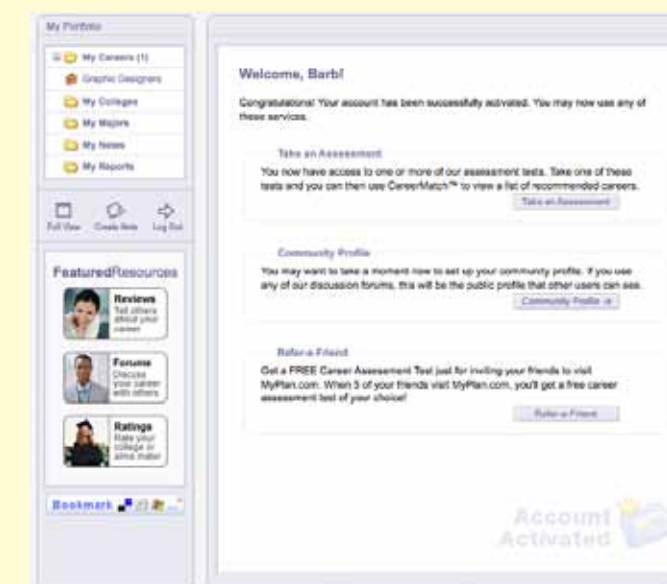 My Portfolio
My Careers (1)
Graphic Designers
My Colleges
My Majors
My Notes
My Reports
Full View Create Note Log Out
FeaturedResources
Reviews
Tell others
about your
career
Forums
Discuss
your career
with others
Ratings
Rate your
college or
alma mater
Bookmark
Welcome, Barb!
Congratulations! Your account has been successfully activated. You may now use any of
these services.
Take an Assessment
You now have access to one or more of our assessment tests. Take one of these
tests and you can then use CareerMatch™ to view a list of recommended careers.
Take an Assessment
Community Profile
You may want to take a moment now to set up your community profile. If you use
any of our discussion forums, this will be the public profile that other users can see.
Community Profile
Refer-a-Friend
Get a FREE Career Assessment Test just for inviting your friends to visit
MyPlan.com. When 5 of your friends visit MyPlan.com, you'll get a free career
assessment test of your choice!
Refer-a-Friend
Account
Activated